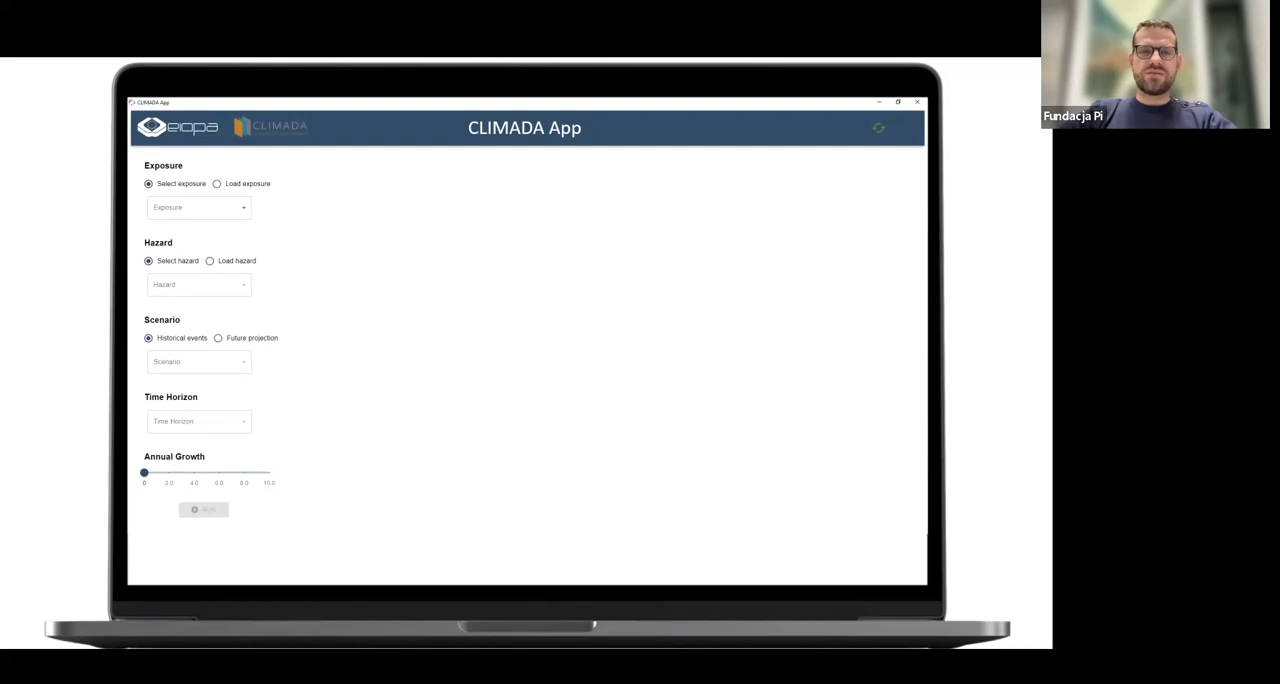 CLIMADA App
eiopa
CLIMADA
CLIMADA App
Fundacja Pi
Exposure
Select exposure
Load exposure
Exposure
Hazard
Select hazard
Load hazard
Hazard
Scenario
Historical events
Future projection
Scenario
Time Horizon
Time Horizon
Annual Growth
0 2.0 4.0 6.0 8.0 10.0